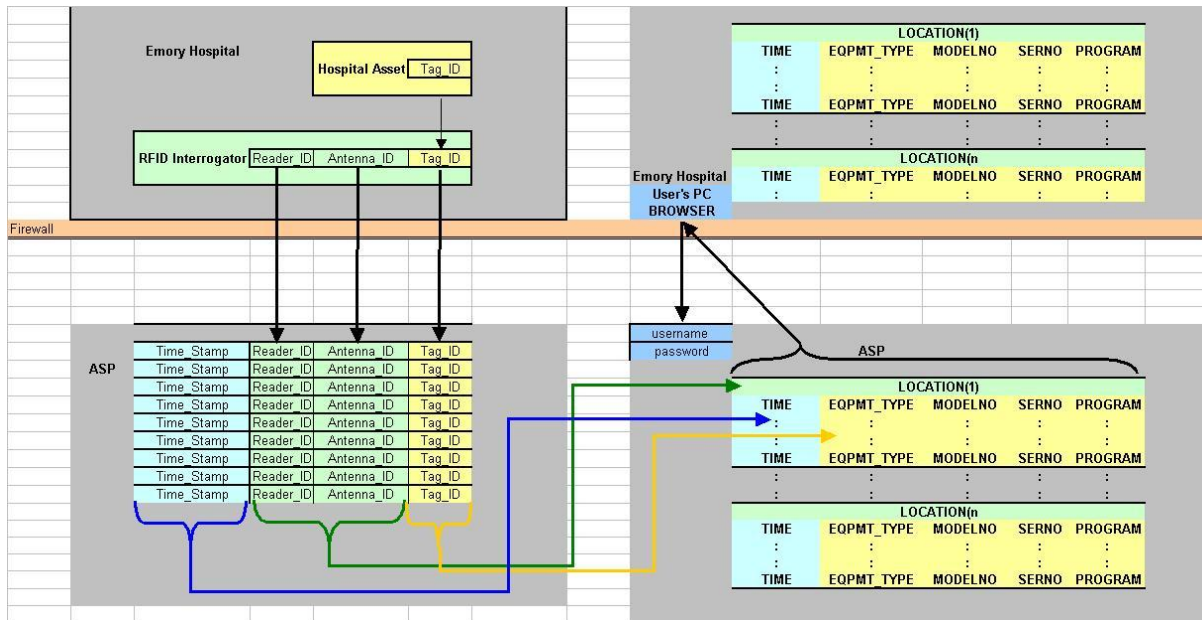 Emory Hospital
Hospital Asset Tag_ID
RFID Interrogator Reader_ID Antenna_ID Tag_ID
LOCATION(1)
TIME EQPMT_TYPE MODELNO SERNO PROGRAM
: : : : :
: : : : :
TIME EQPMT_TYPE MODELNO SERNO PROGRAM
: : : : :
: : : : :
LOCATION(n
TIME EQPMT_TYPE MODELNO SERNO PROGRAM
: : : : :
Emory Hospital
User's PC
BROWSER
Firewall
ASP
Time_Stamp Reader_ID Antenna_ID Tag_ID
Time_Stamp Reader_ID Antenna_ID Tag_ID
Time_Stamp Reader_ID Antenna_ID Tag_ID
Time_Stamp Reader_ID Antenna_ID Tag_ID
Time_Stamp Reader_ID Antenna_ID Tag_ID
Time_Stamp Reader_ID Antenna_ID Tag_ID
Time_Stamp Reader_ID Antenna_ID Tag_ID
Time_Stamp Reader_ID Antenna_ID Tag_ID
Time_Stamp Reader_ID Antenna_ID Tag_ID
username
password
ASP
LOCATION(1)
TIME EQPMT_TYPE MODELNO SERNO PROGRAM
: : : : :
: : : : :
TIME EQPMT_TYPE MODELNO SERNO PROGRAM
: : : : :
: : : : :
LOCATION(n
TIME EQPMT_TYPE MODELNO SERNO PROGRAM
: : : : :
: : : : :
TIME EQPMT_TYPE MODELNO SERNO PROGRAM